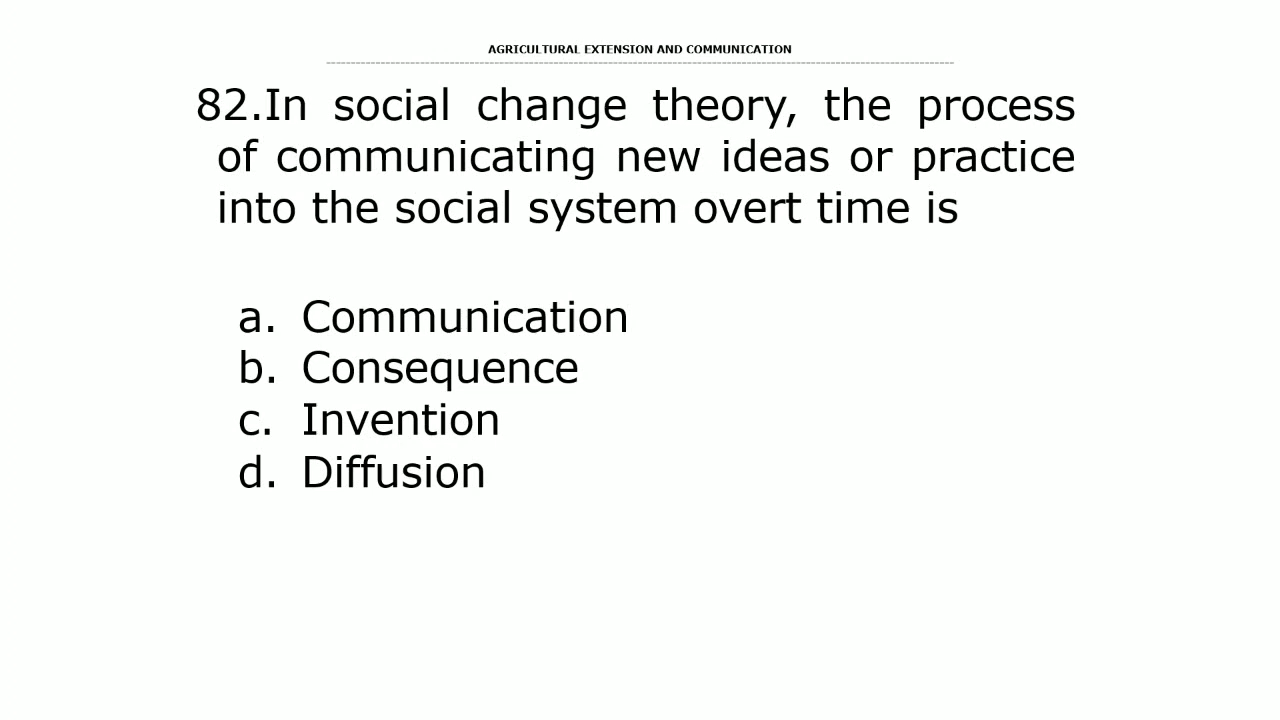 AGRICULTURAL EXTENSION AND COMMUNICATION
82.In social change theory, the process
of communicating new ideas or practice
into the social system overt time is
a. Communication
b. Consequence
c. Invention
d. Diffusion